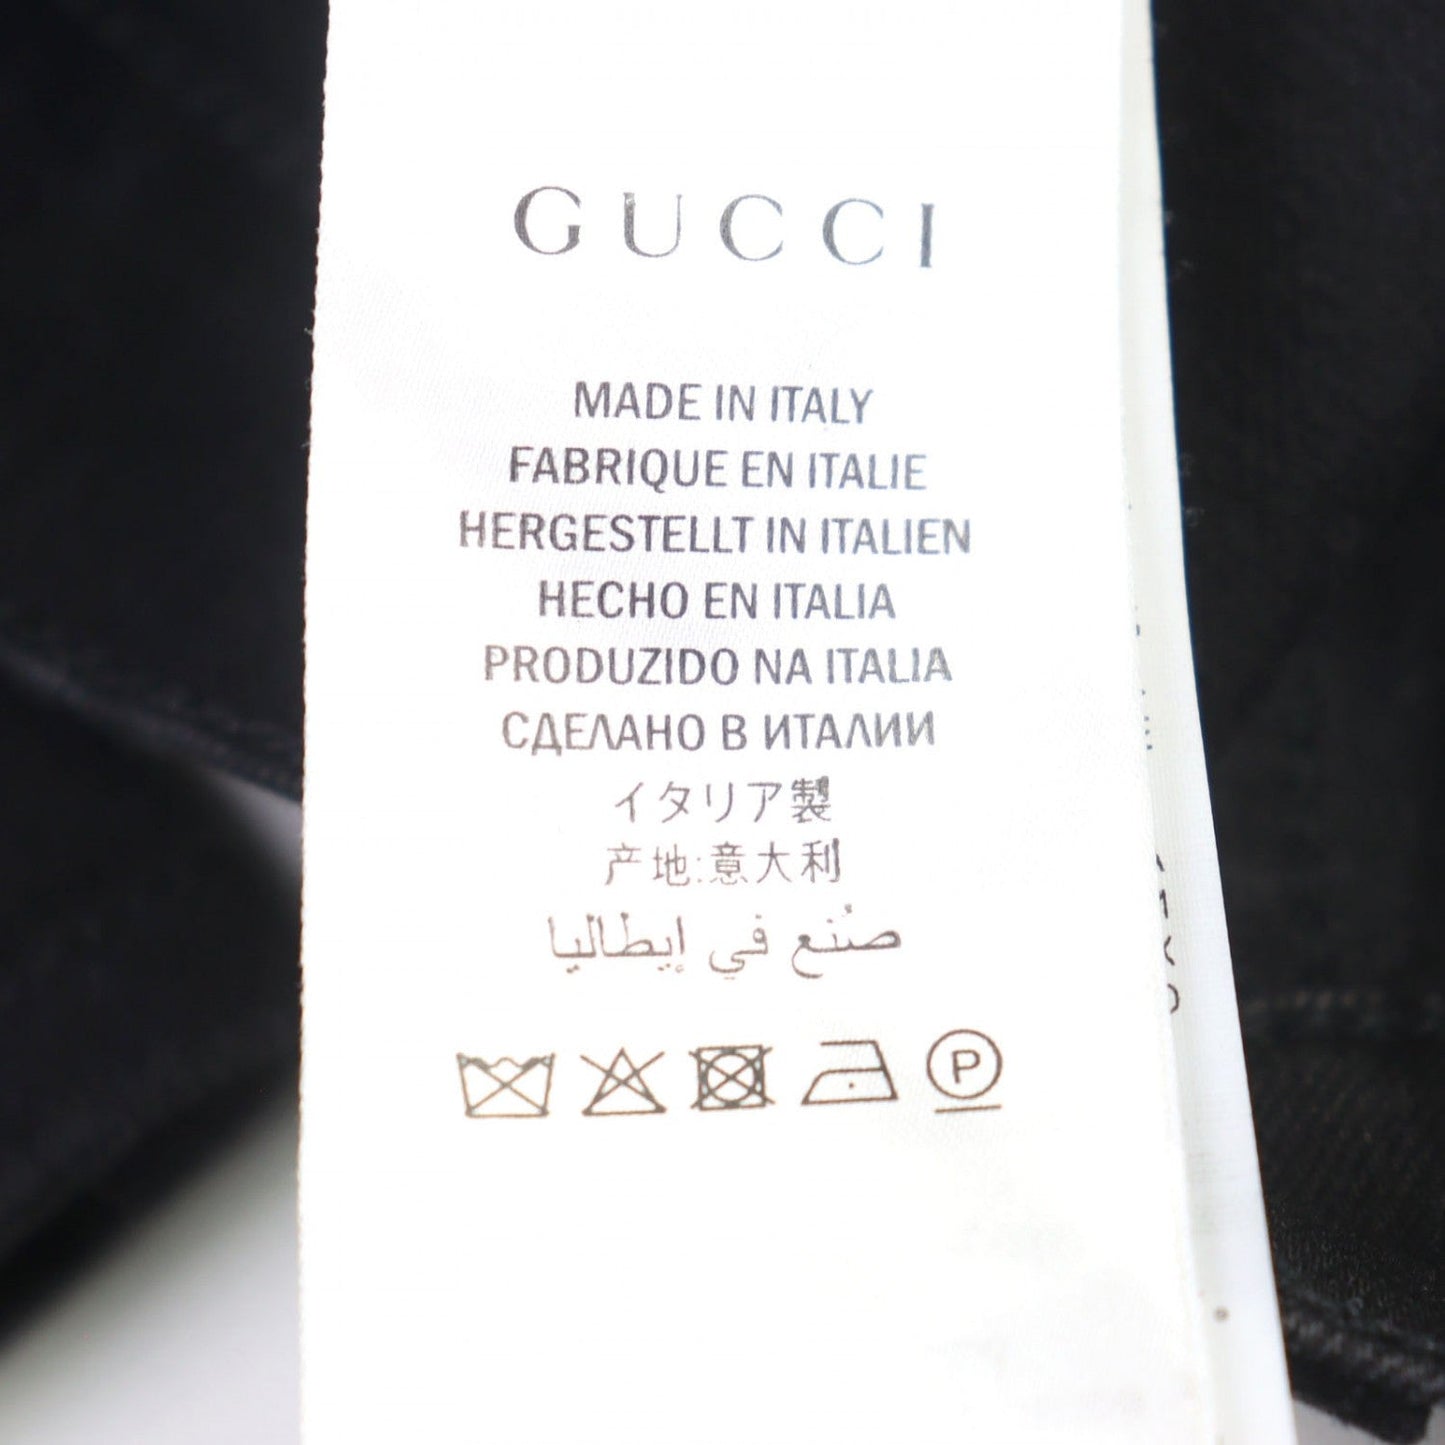 GUCCI
MADE IN ITALY
FABRIQUE EN ITALIE
HERGESTELLT IN ITALIEN
HECHO EN ITALIA
PRODUZIDO NA ITALIA
СДЕЛАНО В ИТАЛИИ
イタリア製
产地:意大利
صُنع في إيطاليا
P